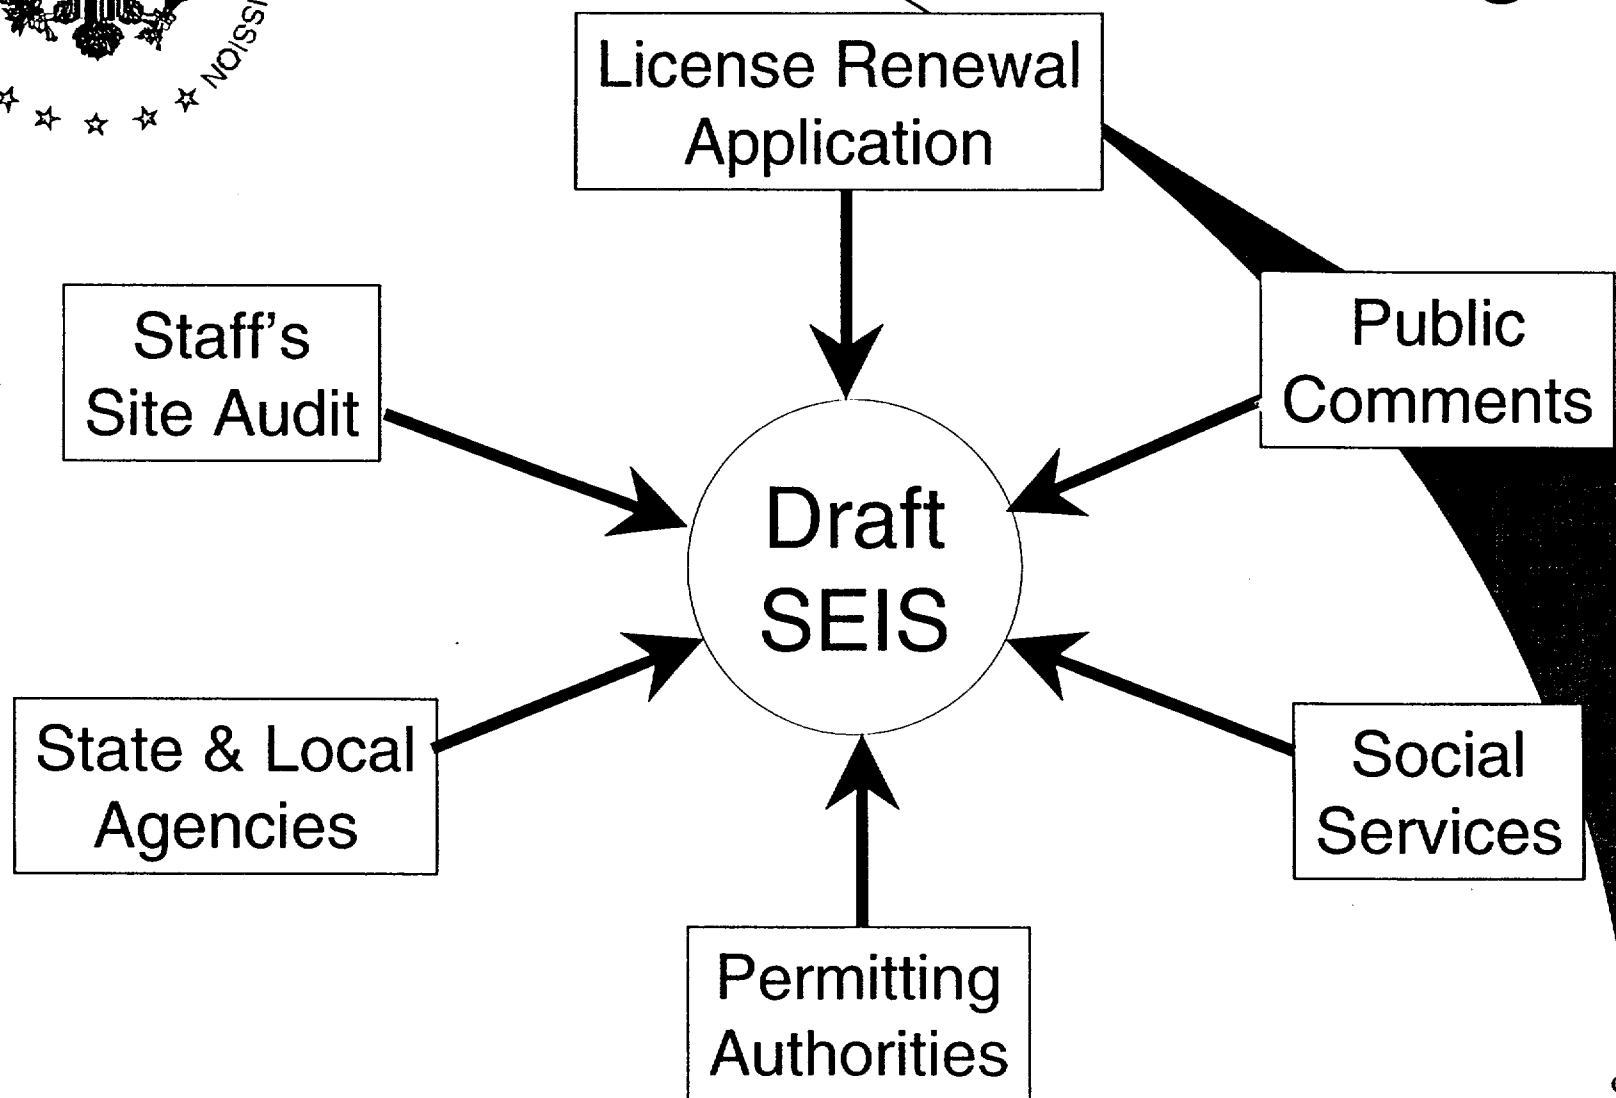 License Renewal
Application
Staff's
Site Audit
Public
Comments
Draft
SEIS
State & Local
Agencies
Social
Services
Permitting
Authorities